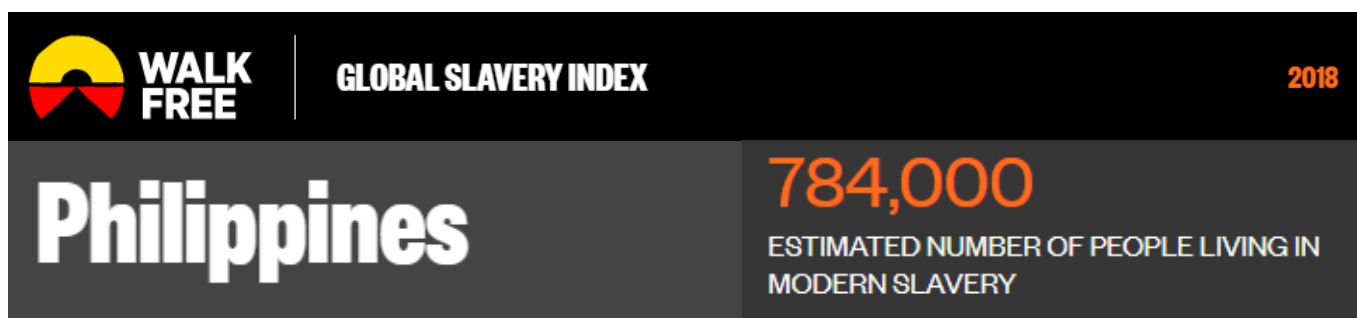 WALK
FREE
GLOBAL SLAVERY INDEX
2018
Philippines
784,000
ESTIMATED NUMBER OF PEOPLE LIVING IN
MODERN SLAVERY